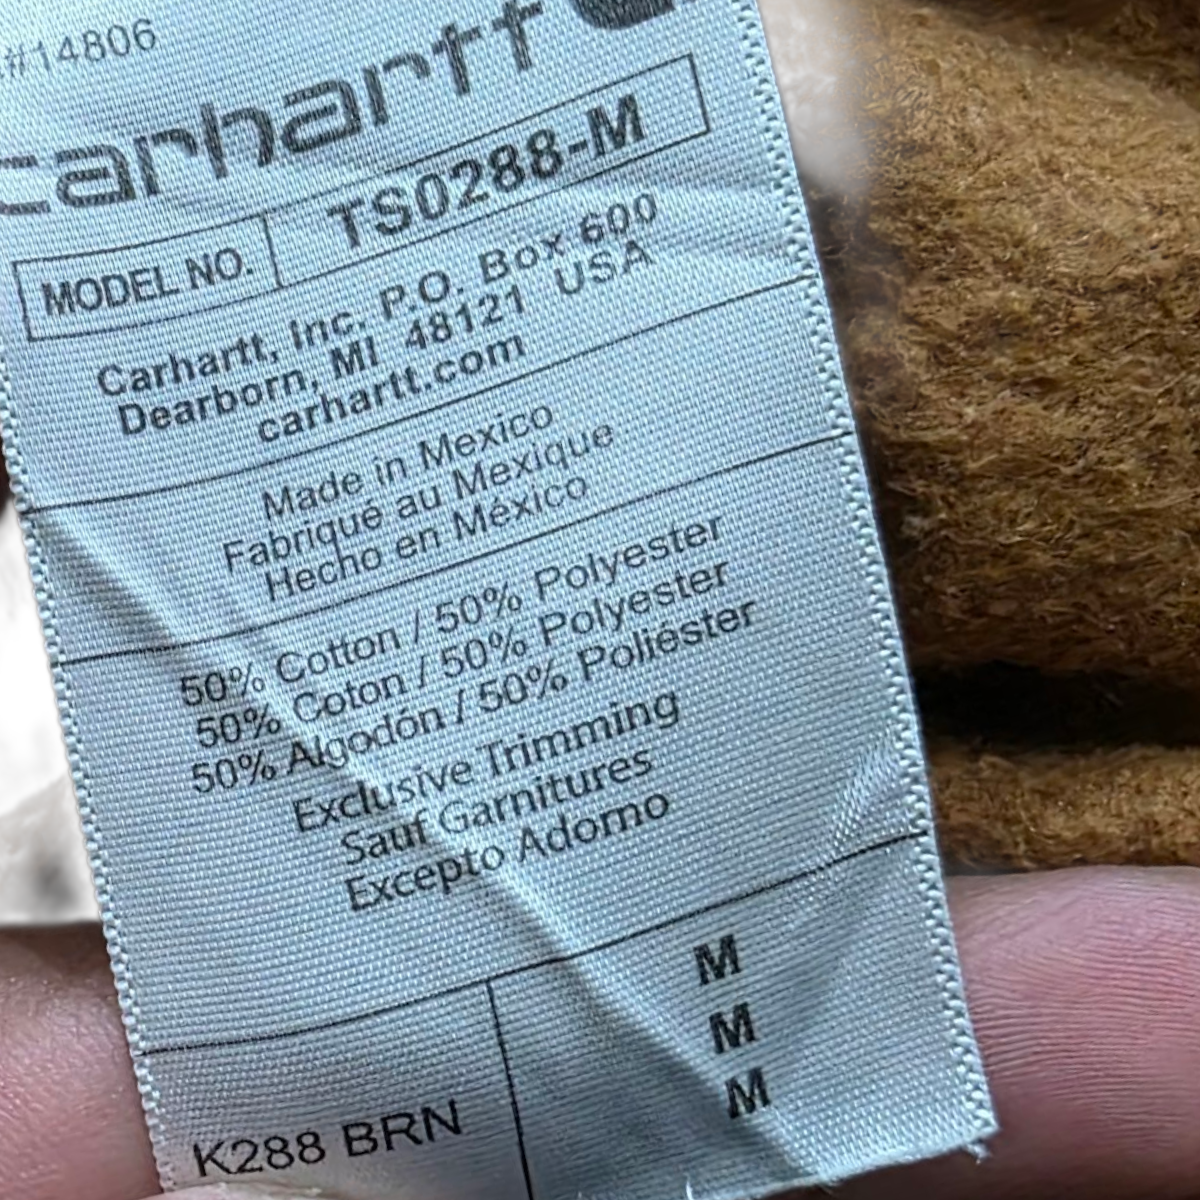 #14806
carhartt
MODEL NO. TS0288-M
Carhartt, Inc. P.O. Box 600
Dearborn, MI 48121 USA
carhartt.com
Made in Mexico
Fabriqué au Mexique
Hecho en México
50% Cotton / 50% Polyester
50% Coton / 50% Polyester
50% Algodón / 50% Poliéster
Exclusive Trimming
Sauf Garnitures
Excepto Adorno
M
M
M
K288 BRN